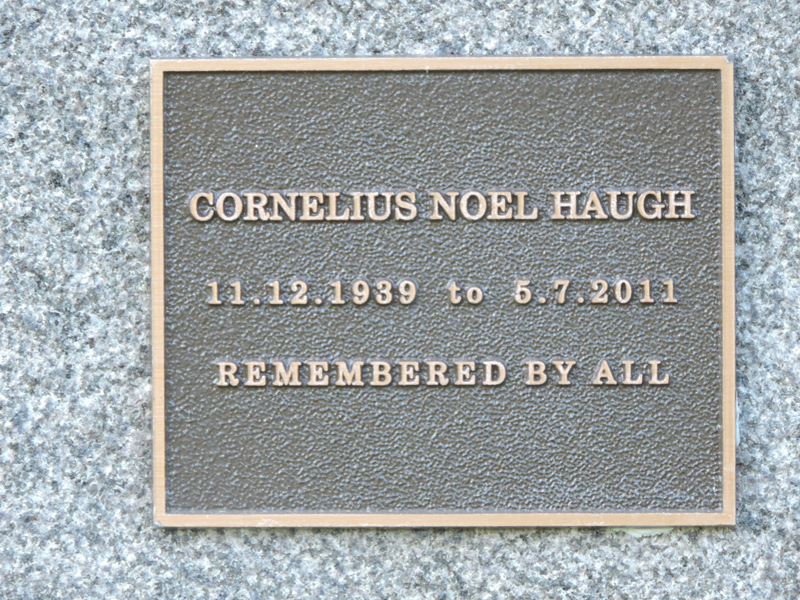 CORNELIUS NOEL HAUGH
11.12.1939 to 5.7.2011
REMEMBERED BY ALL